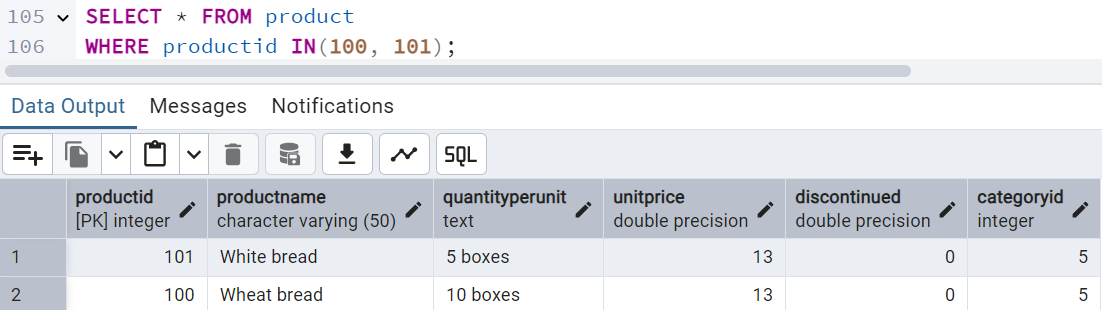 105 SELECT * FROM product
106 WHERE productid IN(100, 101);
Data Output Messages Notifications
SQL
productid productname quantityperunit unitprice discontinued categoryid
[PK] integer character varying (50) text double precision double precision integer
1 101 White bread 5 boxes 13 0 5
2 100 Wheat bread 10 boxes 13 0 5